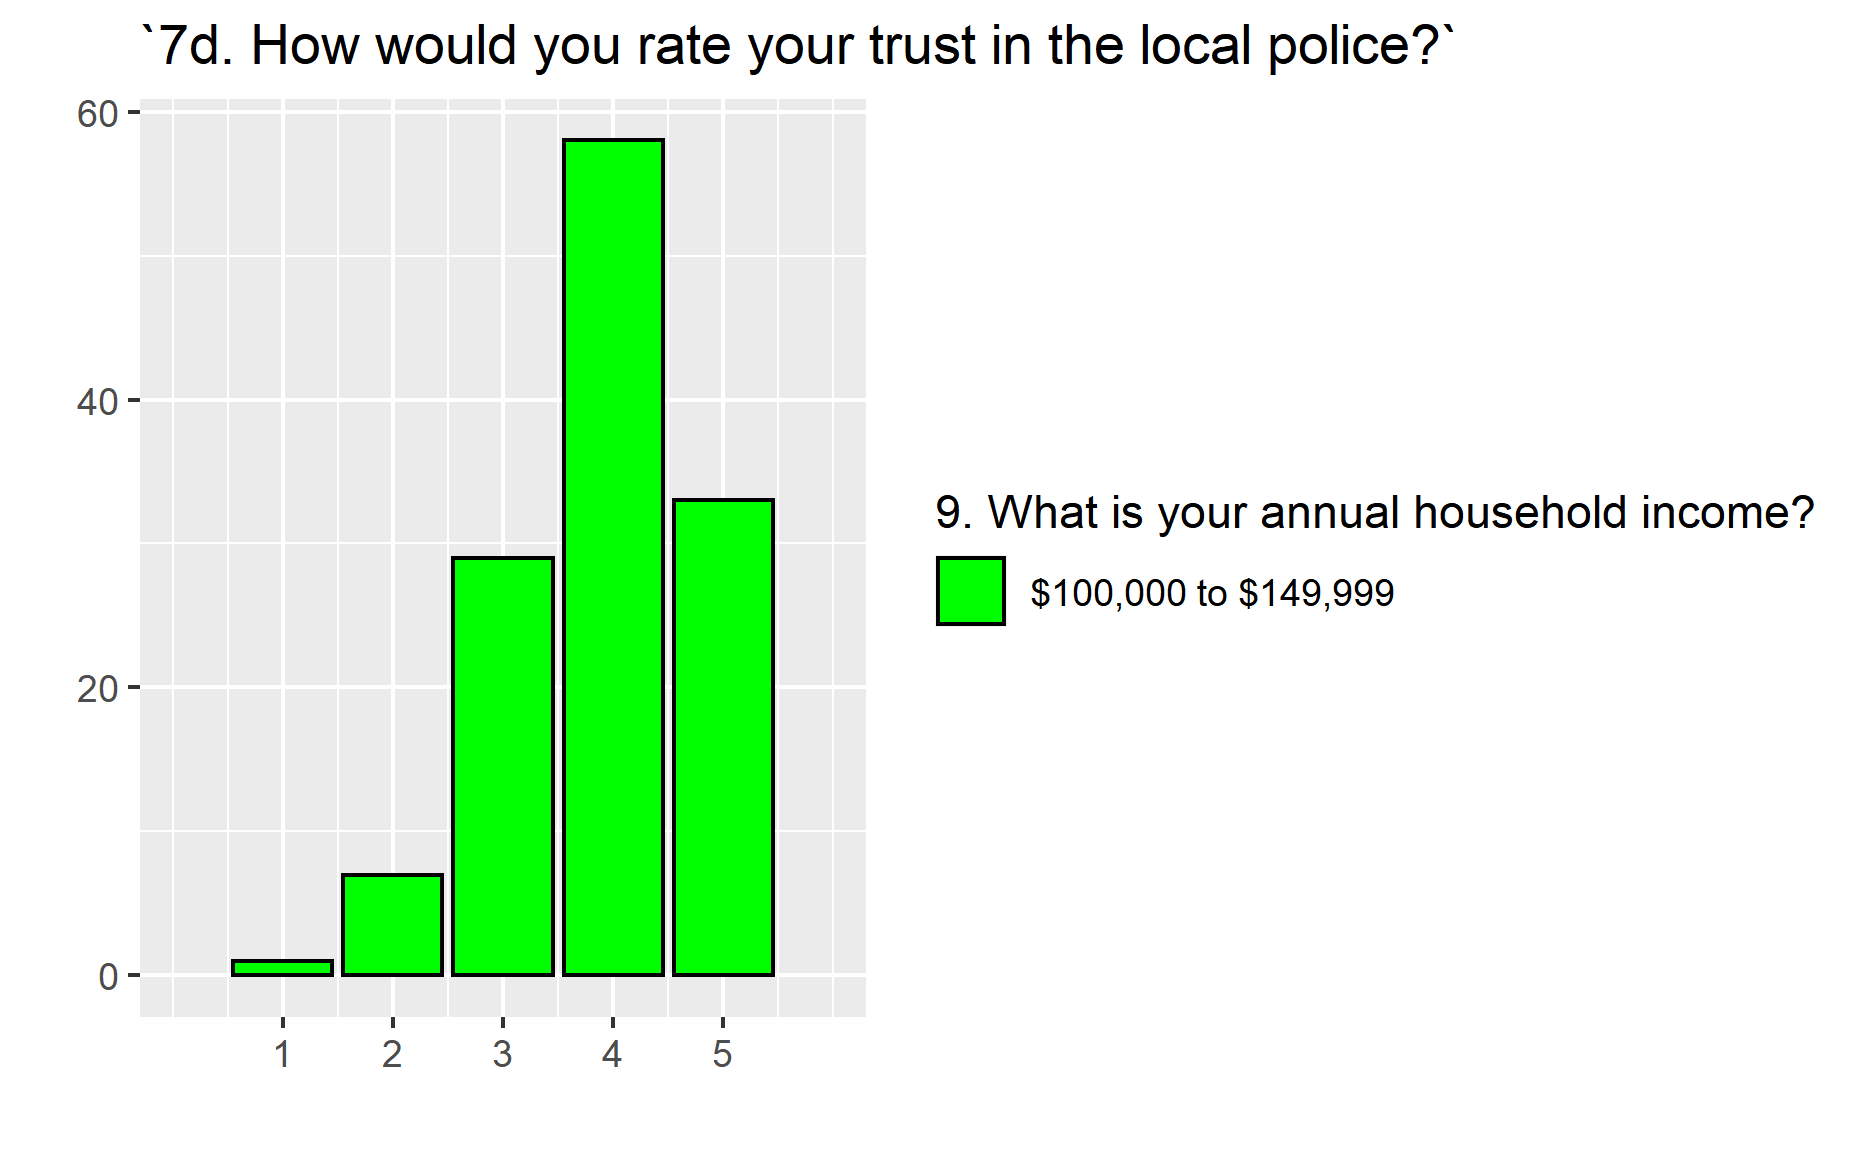 `7d. How would you rate your trust in the local police?`
60
40
20
0
1 2 3 4 5
9. What is your annual household income?
$100,000 to $149,999